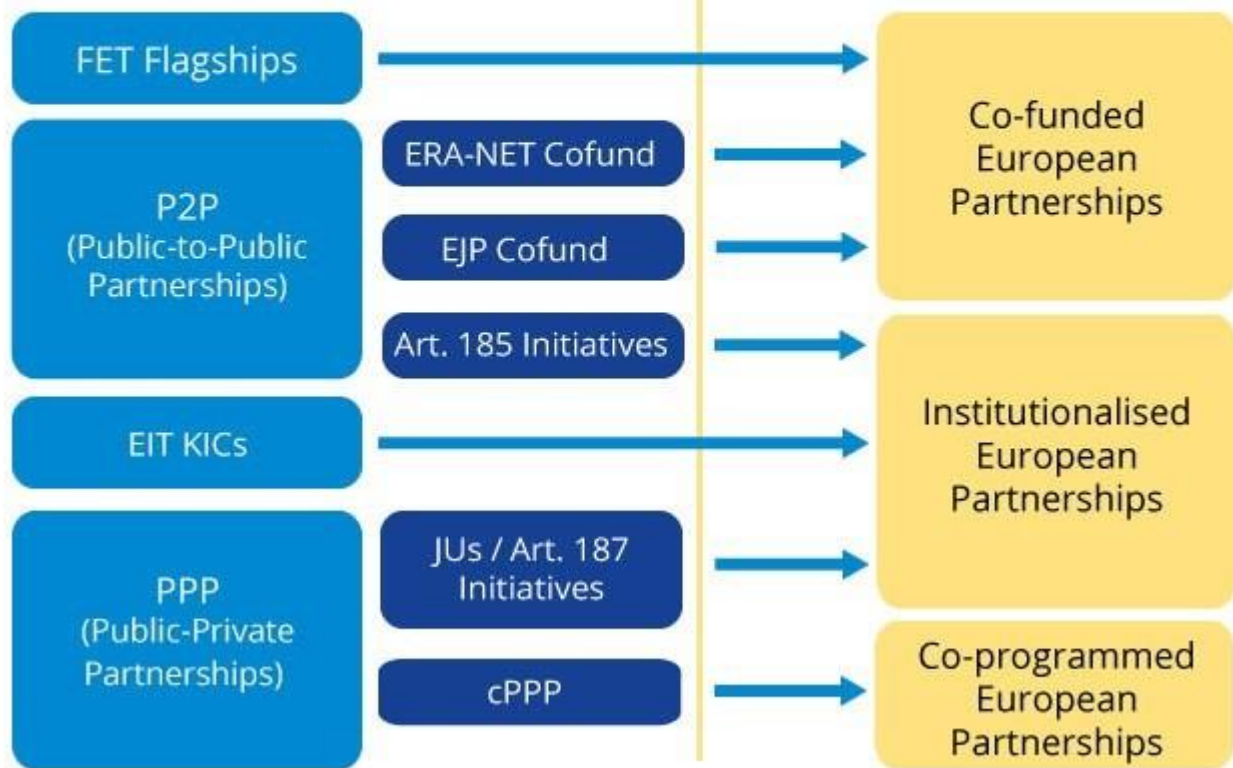 FET Flagships
P2P
(Public-to-Public
Partnerships)
ERA-NET Cofund
EJP Cofund
Art. 185 Initiatives
Co-funded
European
Partnerships
EIT KICs
Institutionalised
European
Partnerships
PPP
(Public-Private
Partnerships)
JUs / Art. 187
Initiatives
cPPP
Co-programmed
European
Partnerships